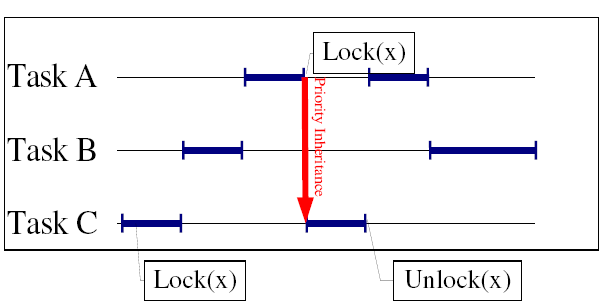 Lock(x)
Task A
Priority Inheritance
Task B
Task C
Lock(x)
Unlock(x)